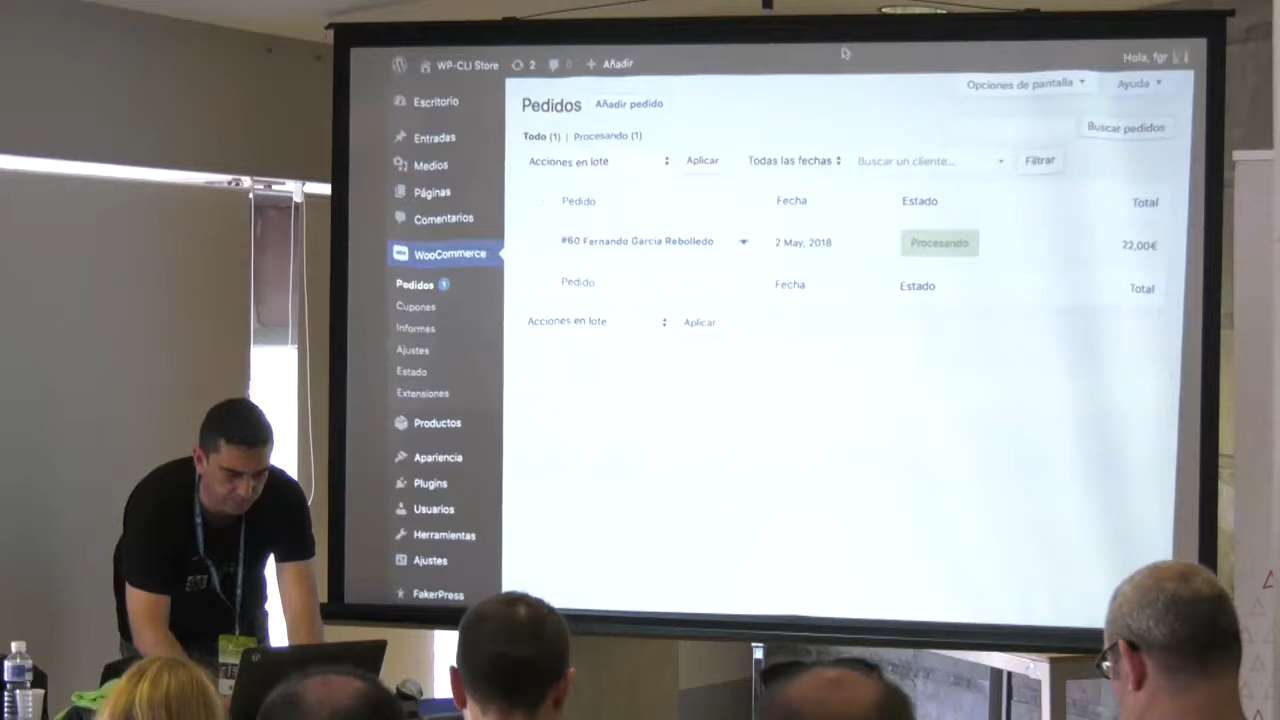 WP-CLI Store 2 0 + Añadir
Hola, fgr
Opciones de pantalla
Ayuda
Escritorio
Entradas
Medios
Páginas
Comentarios
WooCommerce
Pedidos 1
Cupones
Informes
Ajustes
Estado
Extensiones
Productos
Apariencia
Plugins
Usuarios
Herramientas
Ajustes
FakerPress
Pedidos Añadir pedido
Todo (1) | Procesando (1)
Buscar pedidos
Acciones en lote Aplicar Todas las fechas Buscar un cliente... Filtrar
Pedido Fecha Estado Total
#60 Fernando García Rebolledo 2 May, 2018 Procesando 22,00€
Pedido Fecha Estado Total
Acciones en lote Aplicar